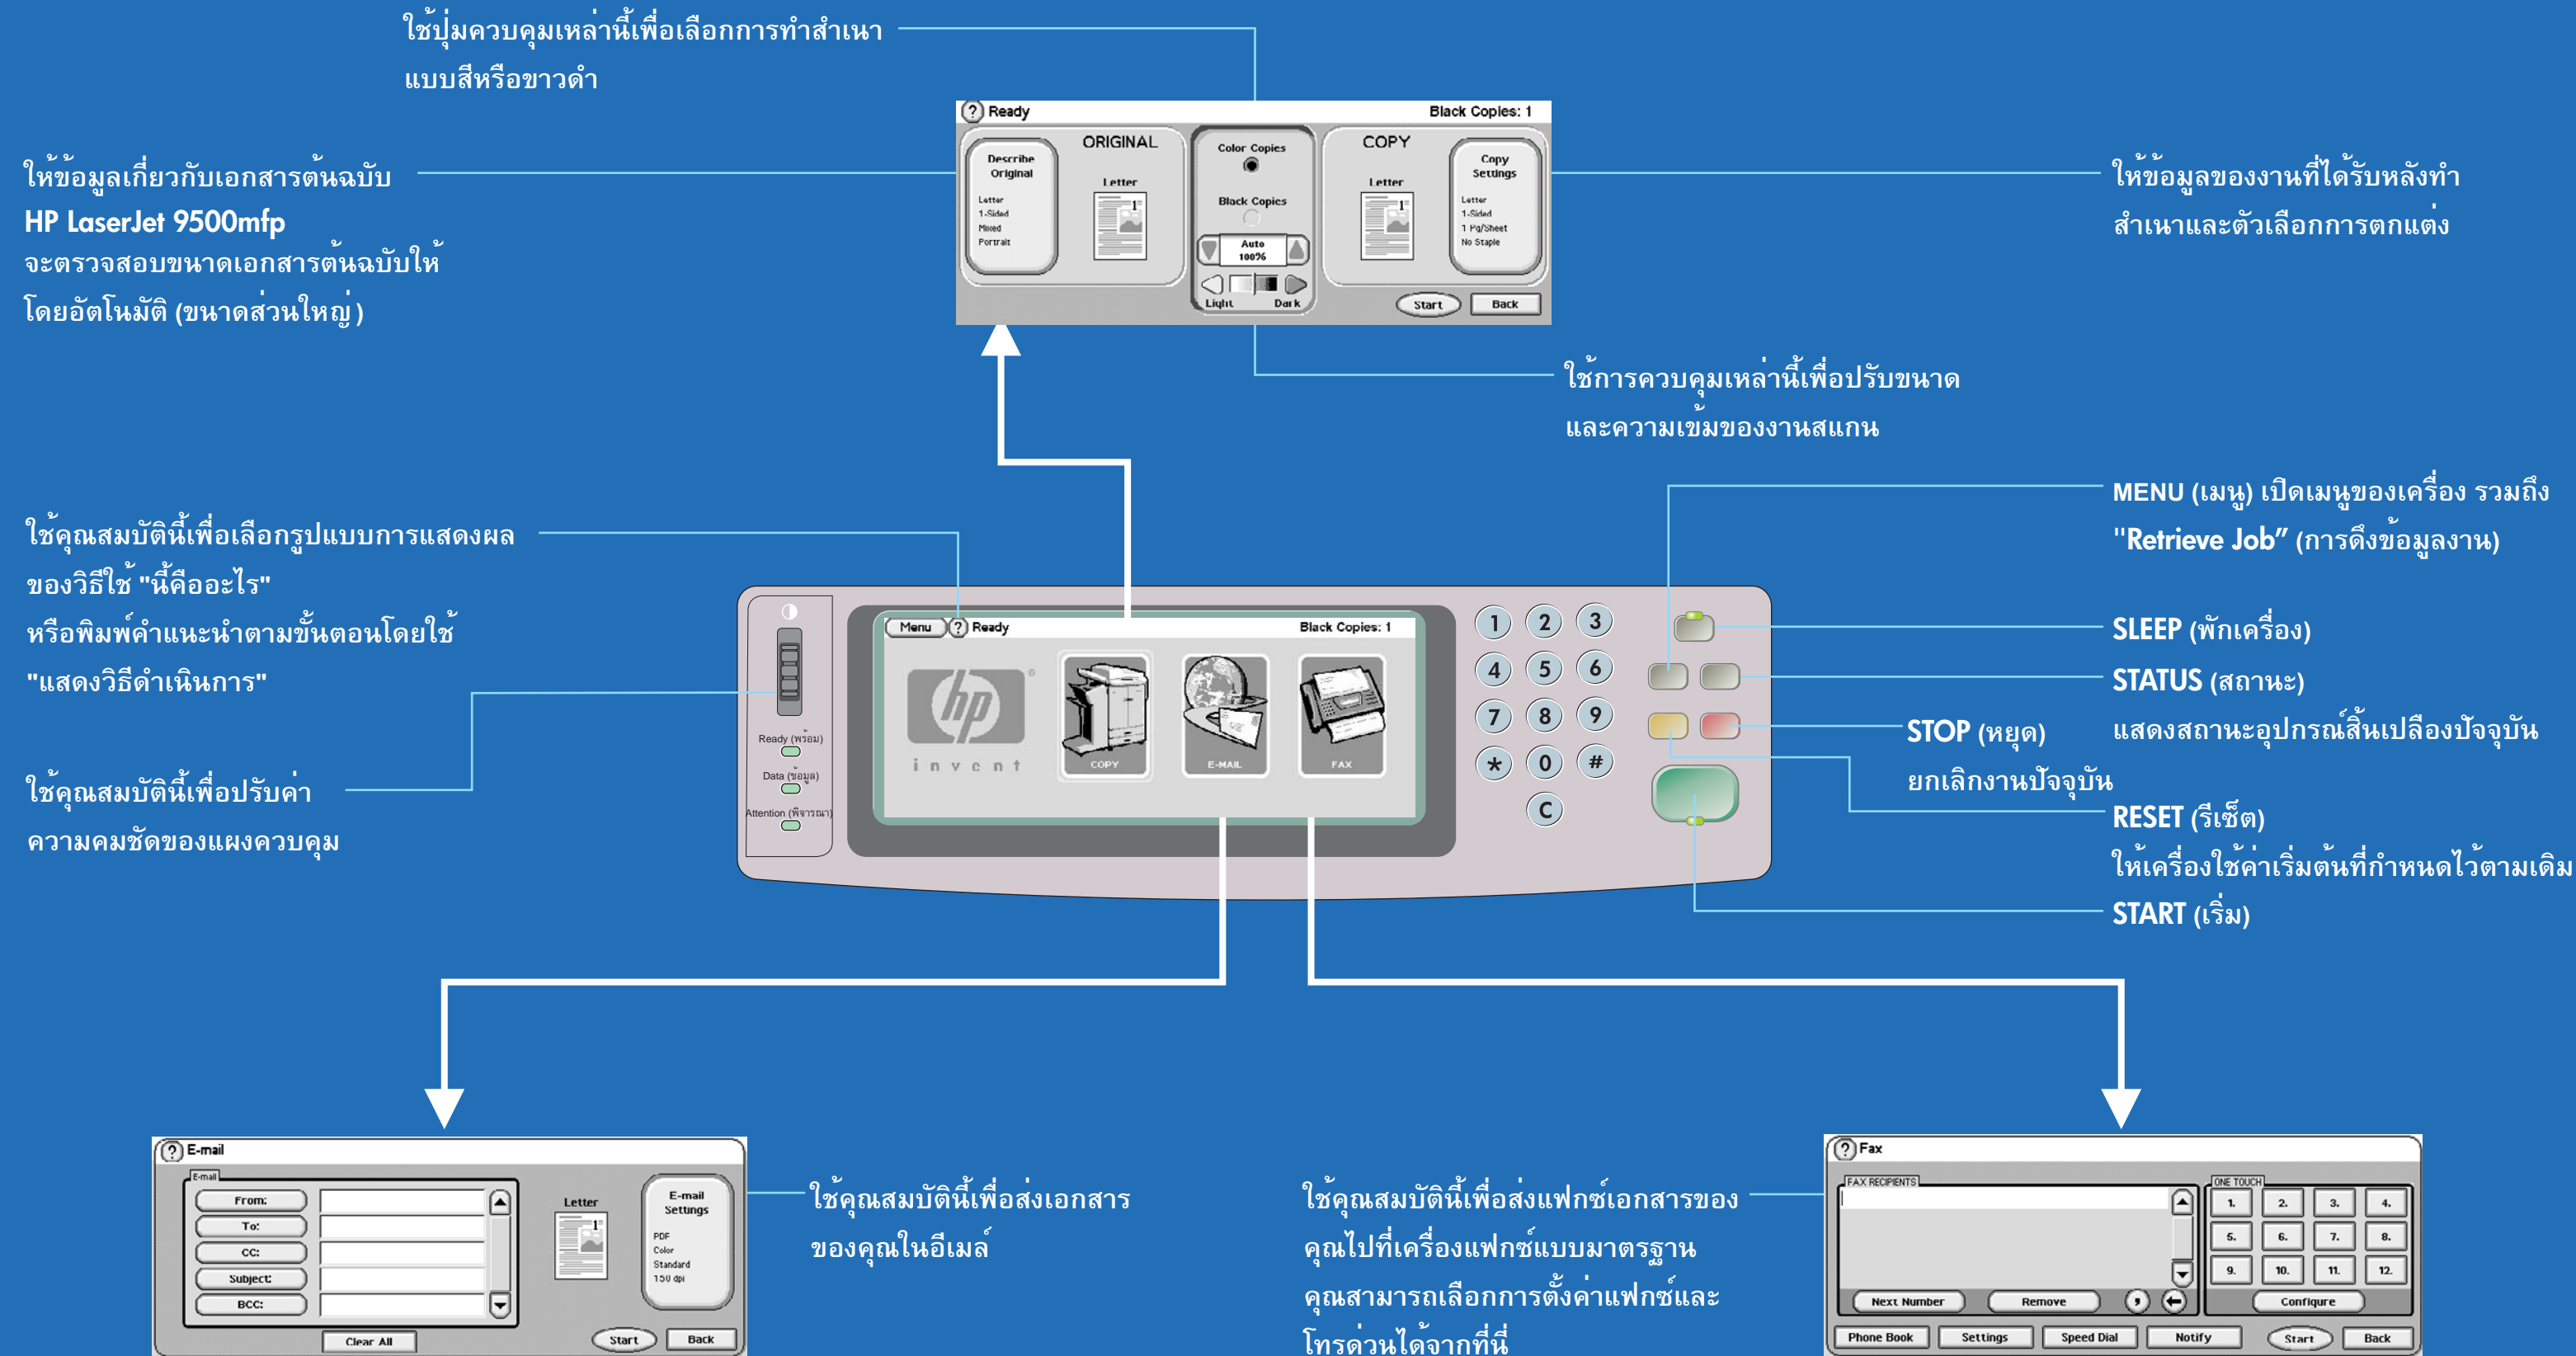 ใช้ปุ่มควบคุมเหล่านี้เพื่อเลือกการทำสำเนา
แบบสีหรือขาวดำ
? Ready
Black Copies: 1
Describe
Original
Letter
1-Sided
Mixed
Portrait
ORIGINAL
Letter
1
Color Copies
Black Copies
Auto
100%
Light
Dark
COPY
Letter
1
Copy
Settings
Letter
1-Sided
1 Pg/Sheet
No Staple
Start
Back
ให้ข้อมูลเกี่ยวกับเอกสารต้นฉบับ
HP LaserJet 9500mfp
จะตรวจสอบขนาดเอกสารต้นฉบับให้
โดยอัตโนมัติ (ขนาดส่วนใหญ่)
ให้ข้อมูลของงานที่ได้รับหลังทำ
สำเนาและตัวเลือกการตกแต่ง
ใช้การควบคุมเหล่านี้เพื่อปรับขนาด
และความเข้มของงานสแกน
ใช้คุณสมบัตินี้เพื่อเลือกรูปแบบการแสดงผล
ของวิธีใช้ "นี้คืออะไร"
หรือพิมพ์คำแนะนำตามขั้นตอนโดยใช้
"แสดงวิธีดำเนินการ"
ใช้คุณสมบัตินี้เพื่อปรับค่า
ความคมชัดของแผงควบคุม
Ready (พร้อม)
Data (ข้อมูล)
Attention (พิจารณา)
Menu
? Ready
Black Copies: 1
hp
®
invent
COPY
E-MAIL
FAX
1 2 3
4 5 6
7 8 9
* 0 #
C
MENU (เมนู) เปิดเมนูของเครื่อง รวมถึง
"Retrieve Job" (การดึงข้อมูลงาน)
SLEEP (พักเครื่อง)
STATUS (สถานะ)
แสดงสถานะอุปกรณ์สิ้นเปลืองปัจจุบัน
STOP (หยุด)
ยกเลิกงานปัจจุบัน
RESET (รีเซ็ต)
ให้เครื่องใช้ค่าเริ่มต้นที่กำหนดไว้ตามเดิม
START (เริ่ม)
? E-mail
E-mail
From:
To:
CC:
Subject:
BCC:
Clear All
Letter
1
E-mail
Settings
PDF
Color
Standard
150 dpi
Start
Back
ใช้คุณสมบัตินี้เพื่อส่งเอกสาร
ของคุณในอีเมล์
ใช้คุณสมบัตินี้เพื่อส่งแฟกซ์เอกสารของ
คุณไปที่เครื่องแฟกซ์แบบมาตรฐาน
คุณสามารถเลือกการตั้งค่าแฟกซ์และ
โทรด่วนได้จากที่นี่
? Fax
FAX RECIPIENTS
Next Number
Remove
,
ONE TOUCH
1. 2. 3. 4.
5. 6. 7. 8.
9. 10. 11. 12.
Configure
Phone Book
Settings
Speed Dial
Notify
Start
Back